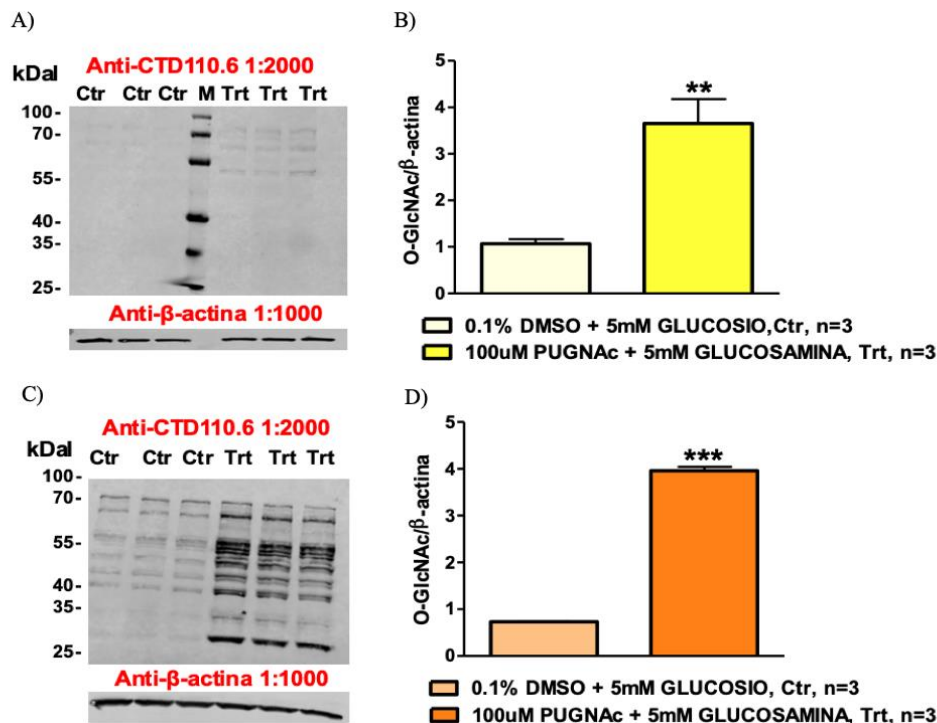 A)
Anti-CTD110.6 1:2000
kDal
Ctr Ctr Ctr M Trt Trt Trt
100-
70-
55-
40-
35-
25-
Anti-β-actina 1:1000
B)
O-GlcNAc/β-actina
5
4
3
2
1
0
**
0.1% DMSO + 5mM GLUCOSIO,Ctr, n=3
100uM PUGNAc + 5mM GLUCOSAMINA, Trt, n=3
C)
Anti-CTD110.6 1:2000
kDal
Ctr Ctr Ctr Trt Trt Trt
100-
70-
55-
40-
35-
25-
Anti-β-actina 1:1000
D)
O-GlcNAc/β-actina
5
4
3
2
1
0
***
0.1% DMSO + 5mM GLUCOSIO, Ctr, n=3
100uM PUGNAc + 5mM GLUCOSAMINA, Trt, n=3